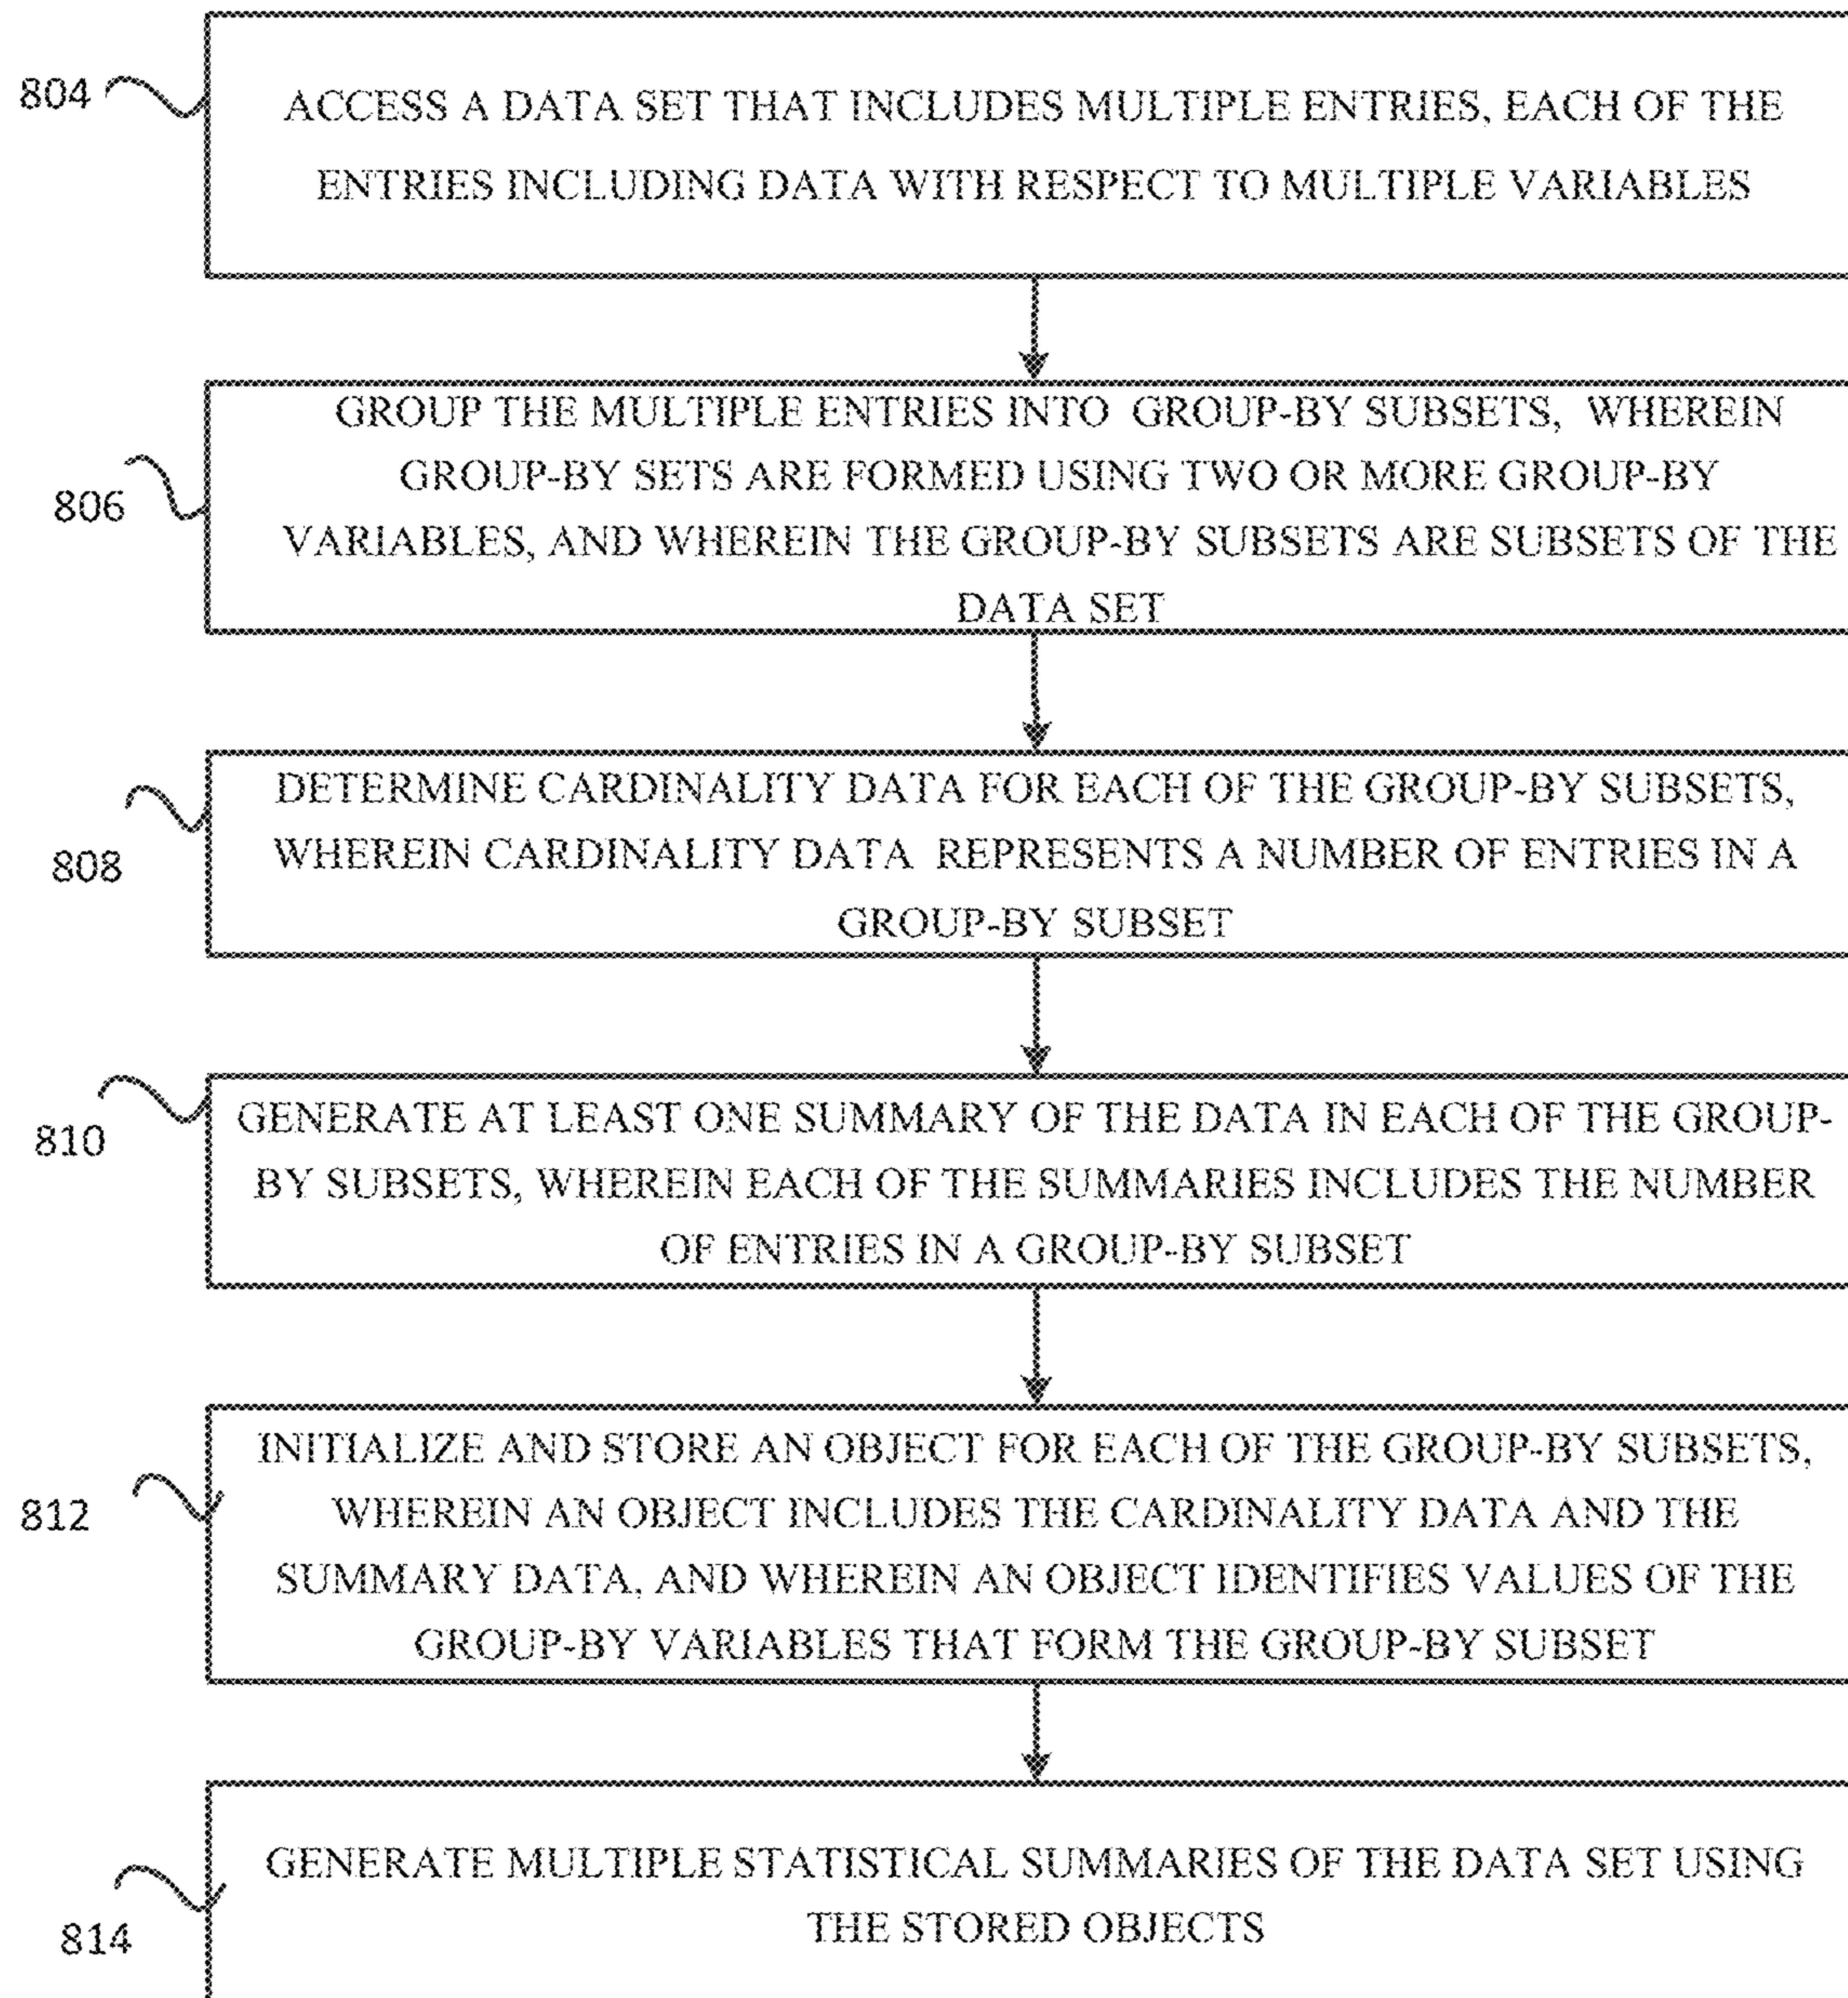 804
ACCESS A DATA SET THAT INCLUDES MULTIPLE ENTRIES, EACH OF THE
ENTRIES INCLUDING DATA WITH RESPECT TO MULTIPLE VARIABLES
GROUP THE MULTIPLE ENTRIES INTO GROUP-BY SUBSETS, WHEREIN
GROUP-BY SETS ARE FORMED USING TWO OR MORE GROUP-BY
806
VARIABLES, AND WHEREIN THE GROUP-BY SUBSETS ARE SUBSETS OF THE
DATA SET
DETERMINE CARDINALITY DATA FOR EACH OF THE GROUP-BY SUBSETS,
WHEREIN CARDINALITY DATA REPRESENTS A NUMBER OF ENTRIES IN A
808
GROUP-BY SUBSET
GENERATE AT LEAST ONE SUMMARY OF THE DATA IN EACH OF THE GROUP-
810
BY SUBSETS, WHEREIN EACH OF THE SUMMARIES INCLUDES THE NUMBER
OF ENTRIES IN A GROUP-BY SUBSET
INITIALIZE AND STORE AN OBJECT FOR EACH OF THE GROUP-BY SUBSETS,
812
WHEREIN AN OBJECT INCLUDES THE CARDINALITY DATA AND THE
SUMMARY DATA, AND WHEREIN AN OBJECT IDENTIFIES VALUES OF THE
GROUP-BY VARIABLES THAT FORM THE GROUP-BY SUBSET
GENERATE MULTIPLE STATISTICAL SUMMARIES OF THE DATA SET USING
THE STORED OBJECTS
814